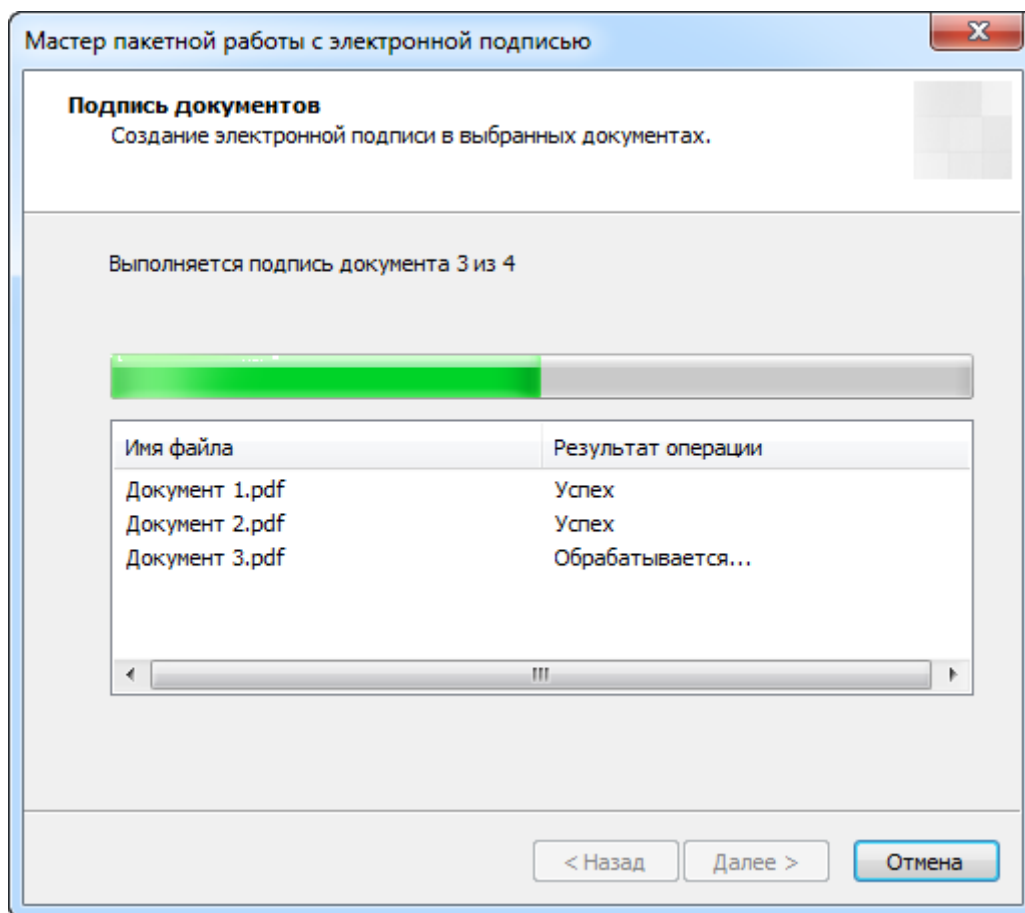 Мастер пакетной работы с электронной подписью
Подпись документов
Создание электронной подписи в выбранных документах.
Выполняется подпись документа 3 из 4
Имя файла Результат операции
Документ 1.pdf Успех
Документ 2.pdf Успех
Документ 3.pdf Обрабатывается...
< Назад Далее > Отмена